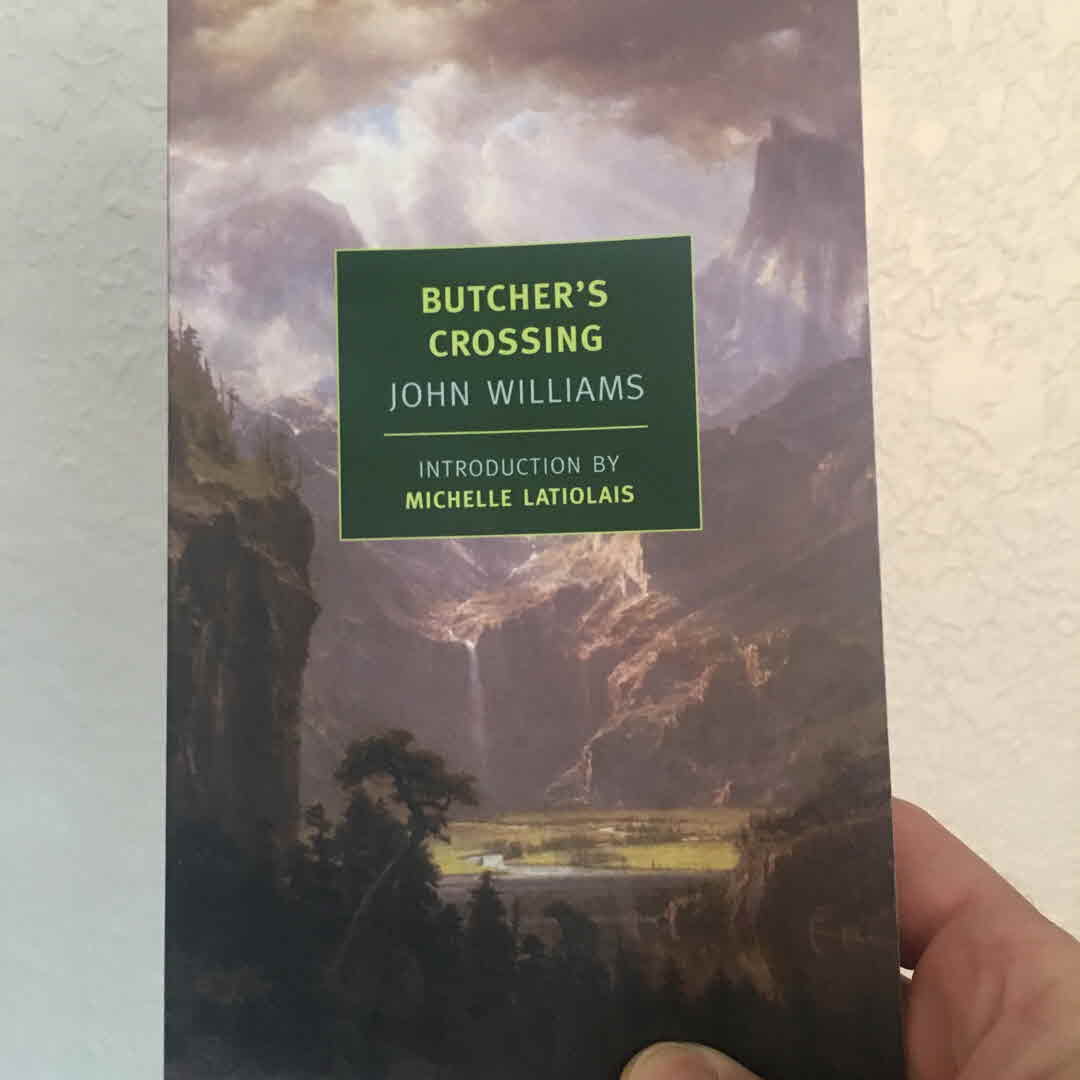 BUTCHER'S
CROSSING
JOHN WILLIAMS
INTRODUCTION BY
MICHELLE LATIOLAIS